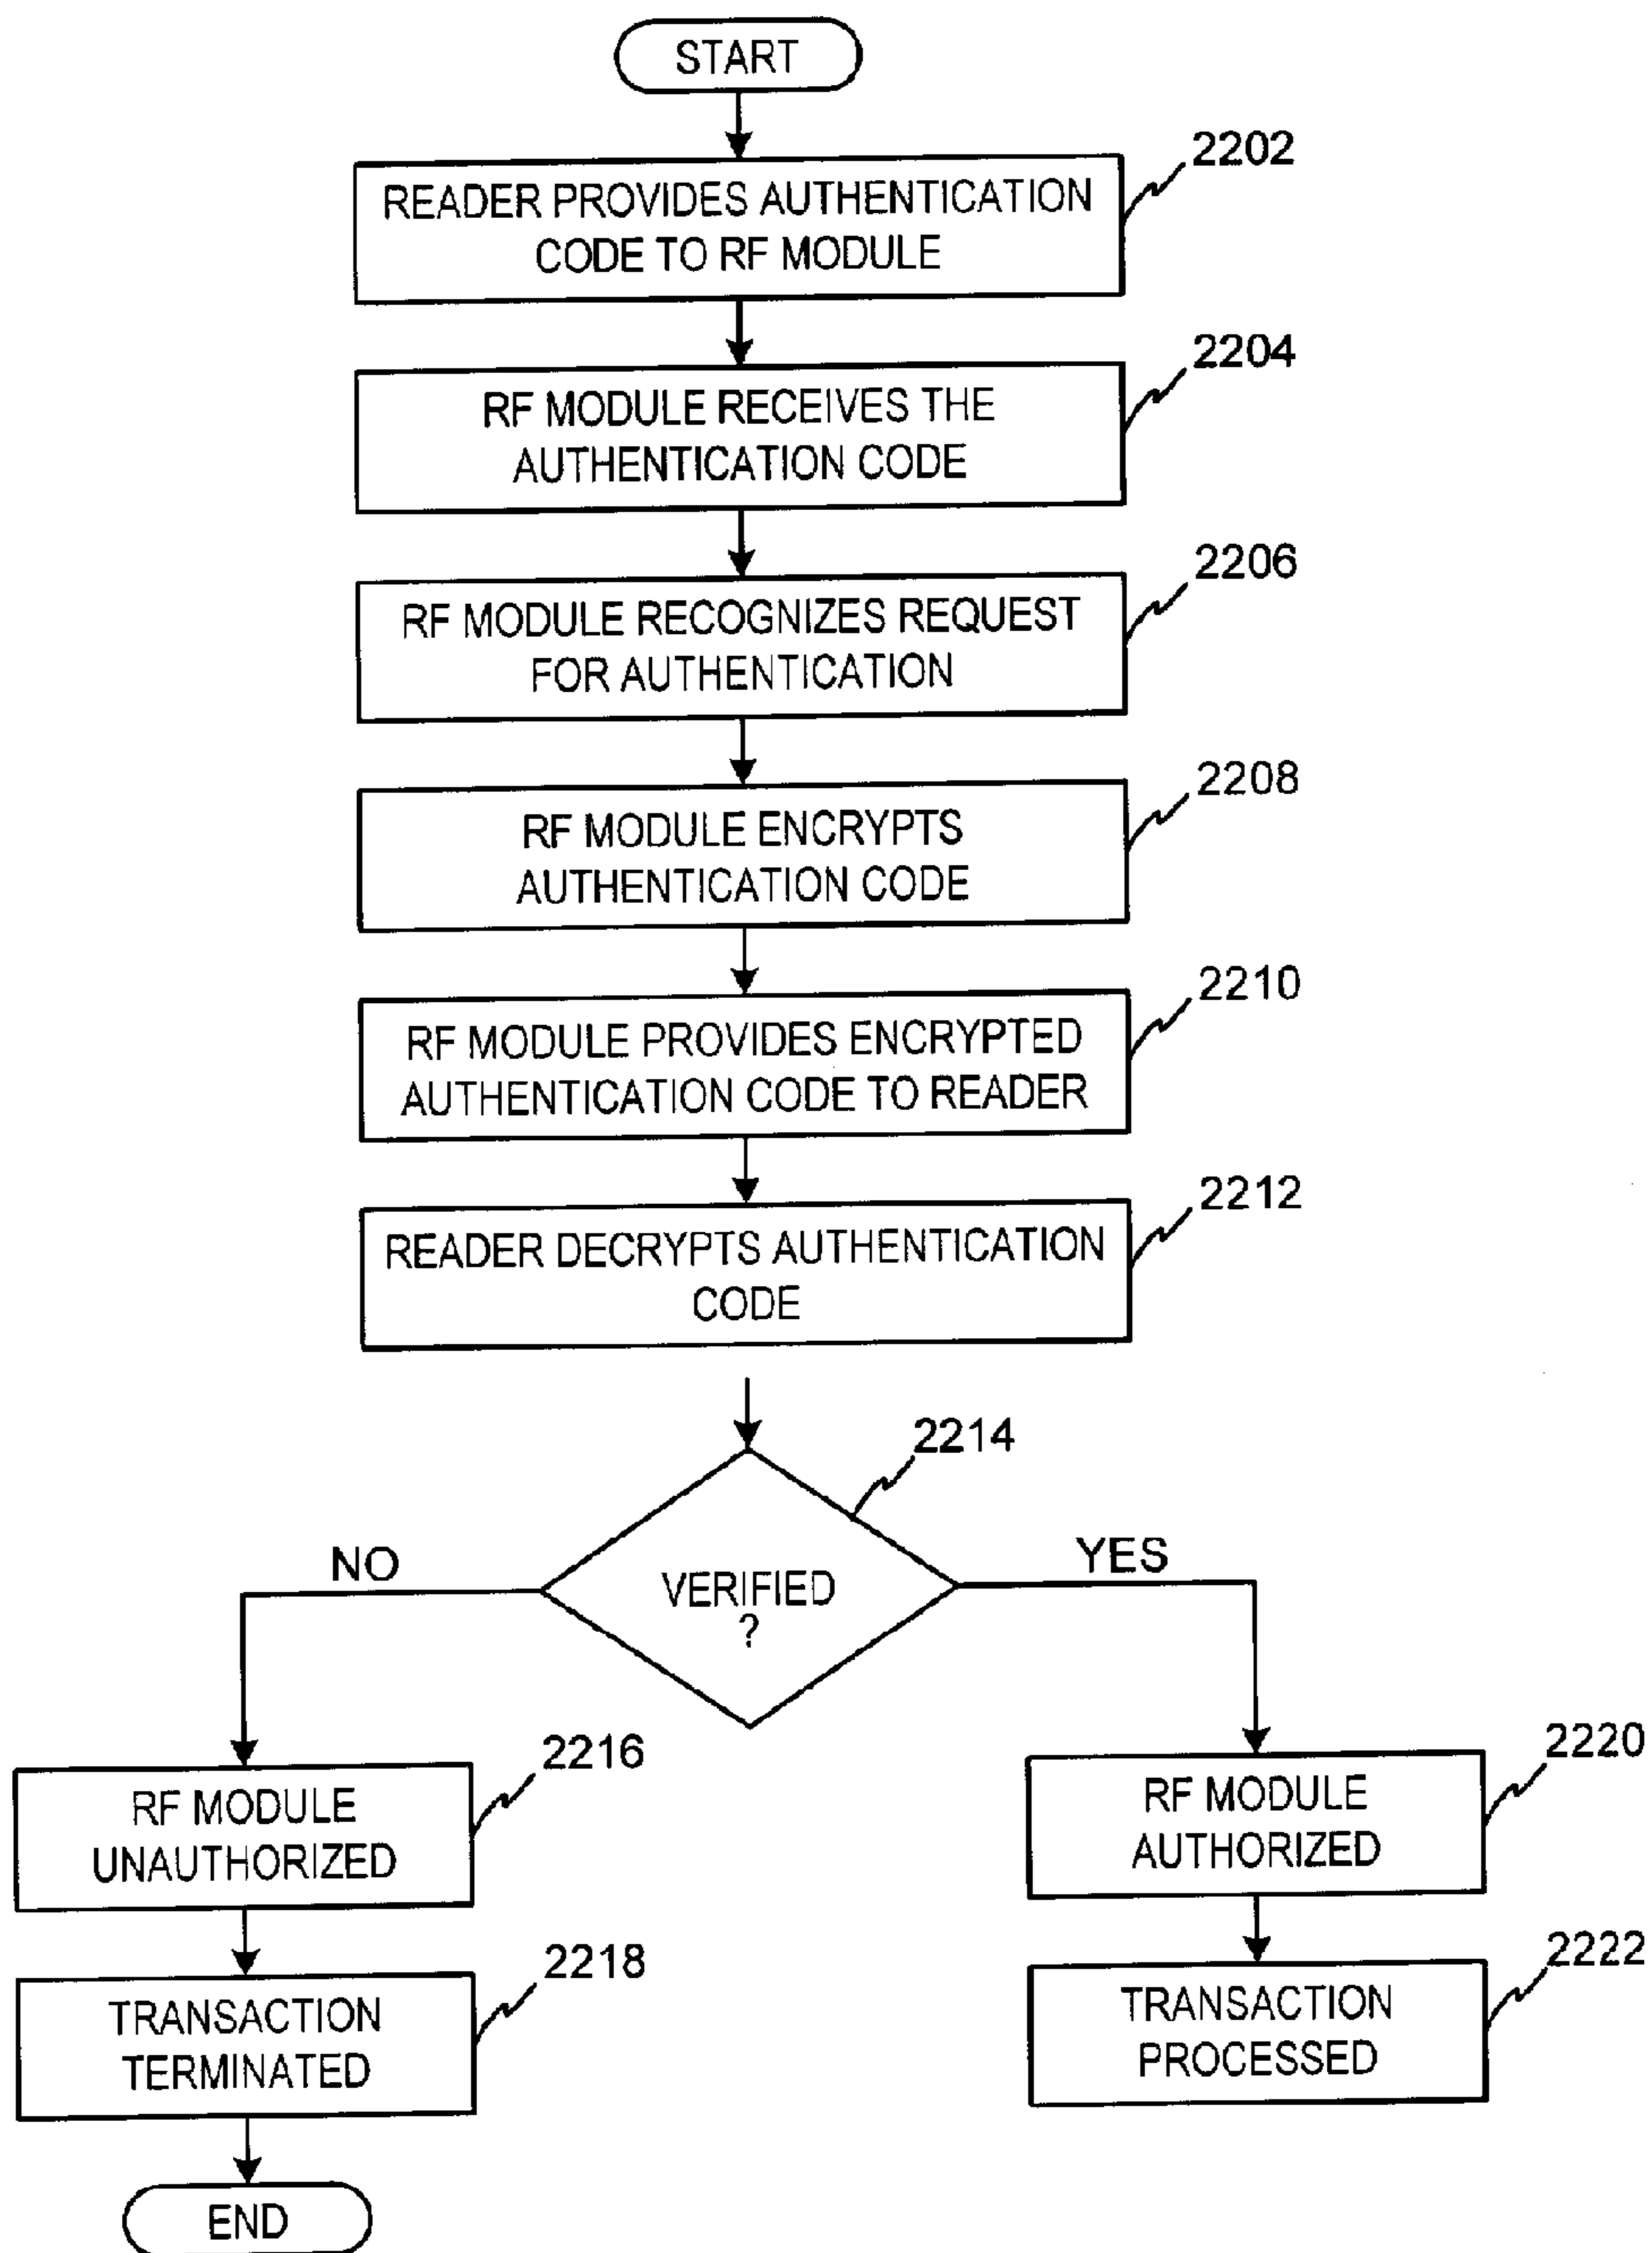 START
2202
READER PROVIDES AUTHENTICATION
CODE TO RF MODULE
2204
RF MODULE RECEIVES THE
AUTHENTICATION CODE
2206
RF MODULE RECOGNIZES REQUEST
FOR AUTHENTICATION
2208
RF MODULE ENCRYPTS
AUTHENTICATION CODE
2210
RF MODULE PROVIDES ENCRYPTED
AUTHENTICATION CODE TO READER
2212
READER DECRYPTS AUTHENTICATION
CODE
2214
NO
YES
VERIFIED
?
2216
RF MODULE
UNAUTHORIZED
2220
RF MODULE
AUTHORIZED
2218
TRANSACTION
TERMINATED
2222
TRANSACTION
PROCESSED
END